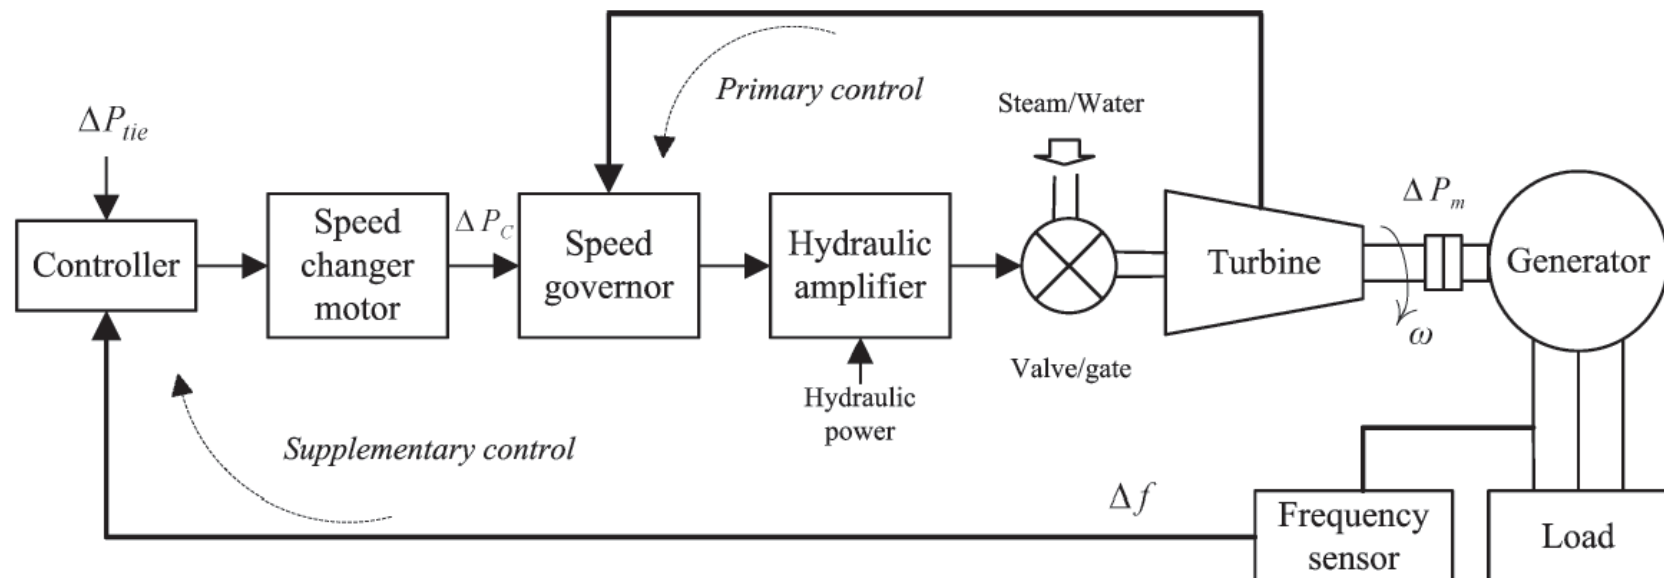 Primary control
Steam/Water
ΔP_tie
ΔP_m
Controller
Speed
changer
motor
ΔP_C
Speed
governor
Hydraulic
amplifier
Turbine
Generator
ω
Valve/gate
Hydraulic
power
Supplementary control
Δf
Frequency
sensor
Load